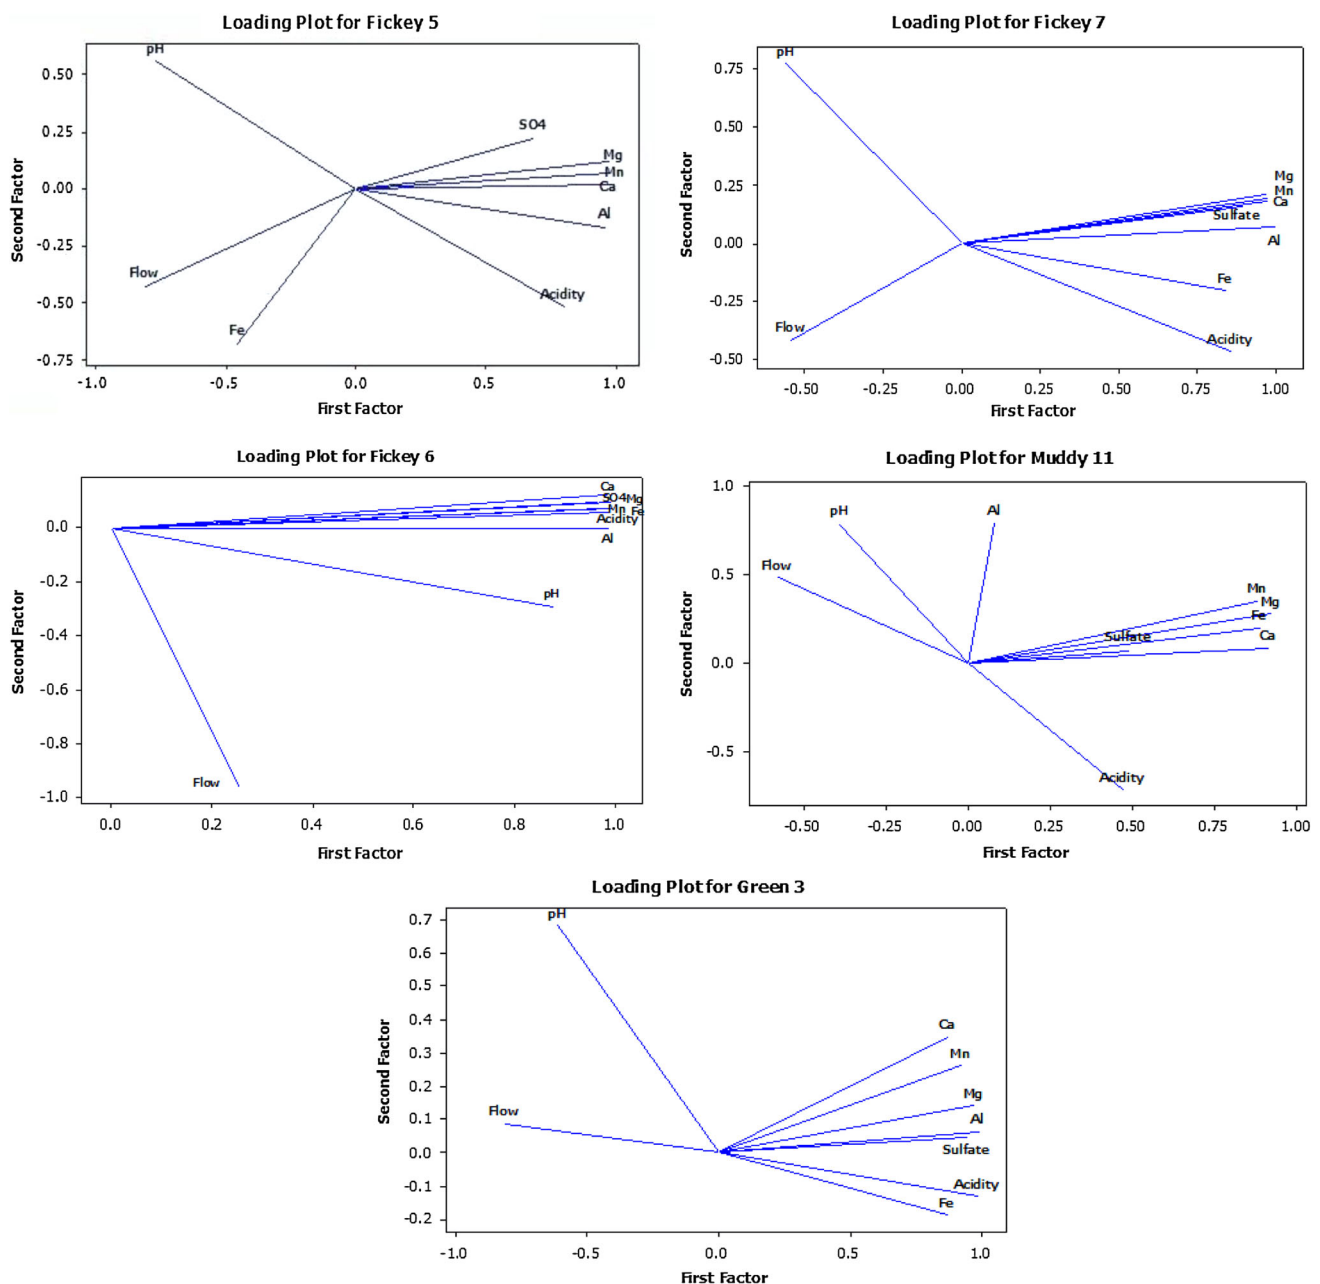 Loading Plot for Fickey 5
pH
0.50
SO4
0.25
Mg
Mn
0.00
Ca
Al
-0.25
Flow
Acidity
-0.50
Fe
-0.75
-1.0 -0.5 0.0 0.5 1.0
First Factor
Second Factor
Loading Plot for Fickey 7
pH
0.75
0.50
0.25
Mg
Mn
Ca
Sulfate
0.00
Al
Fe
-0.25
Flow
Acidity
-0.50
-0.50 -0.25 0.00 0.25 0.50 0.75 1.00
First Factor
Second Factor
Loading Plot for Fickey 6
Ca
SO4 Mg
Mn Fe
0.0
Acidity
Al
-0.2
pH
-0.4
-0.6
-0.8
Flow
-1.0
0.0 0.2 0.4 0.6 0.8 1.0
First Factor
Second Factor
Loading Plot for Muddy 11
1.0
pH
Al
Flow
0.5
Mn
Mg
Fe
Sulfate
Ca
0.0
-0.5
Acidity
-0.50 -0.25 0.00 0.25 0.50 0.75 1.00
First Factor
Second Factor
Loading Plot for Green 3
pH
0.7
0.6
0.5
0.4
Ca
0.3
Mn
0.2
Mg
Flow
0.1
Al
Sulfate
0.0
Acidity
-0.1
Fe
-0.2
-1.0 -0.5 0.0 0.5 1.0
First Factor
Second Factor